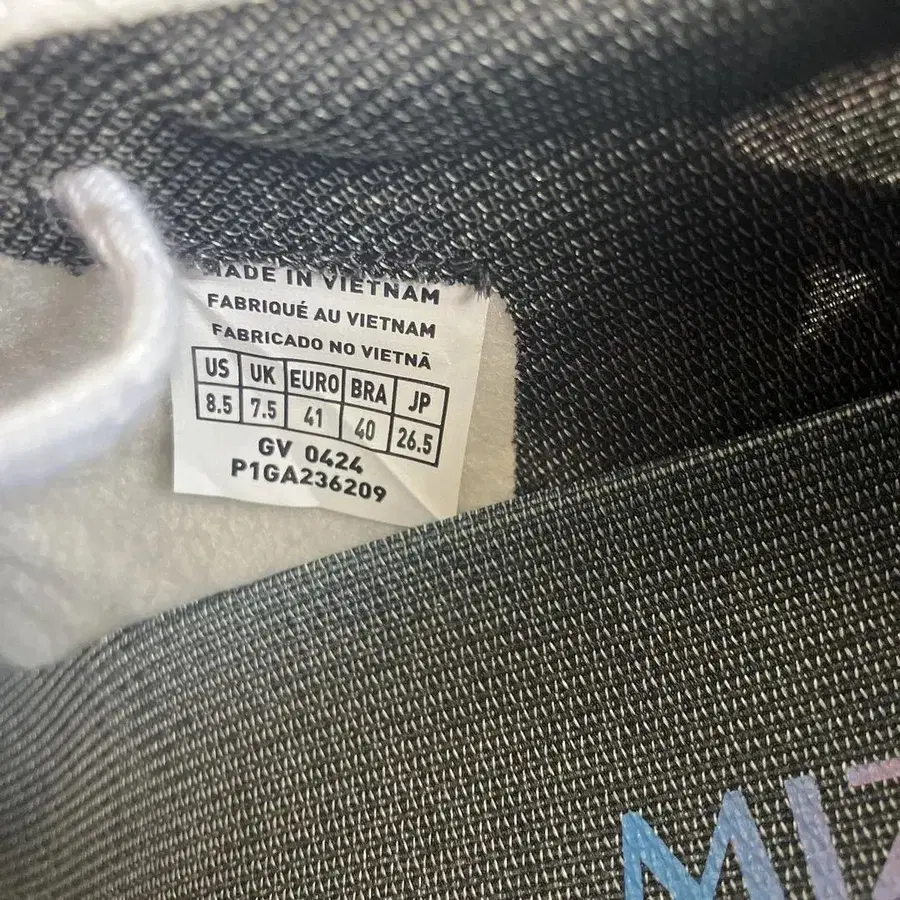 MADE IN VIETNAM
FABRIQUÉ AU VIETNAM
FABRICADO NO VIETNÃ
US UK EURO BRA JP
8.5 7.5 41 40 26.5
GV 0424
P1GA236209